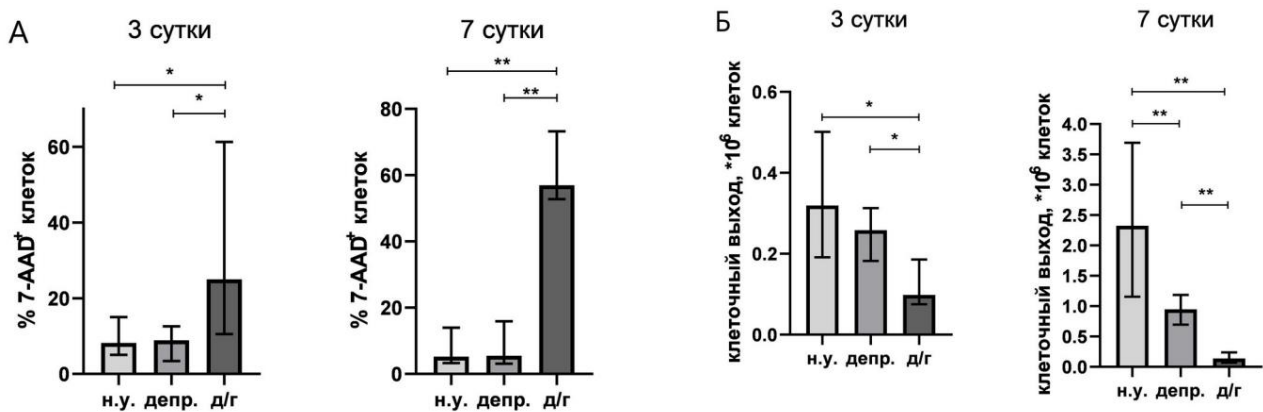 А
3 сутки
7 сутки
* 
*
**
**
% 7-AAD⁺ клеток
60
40
20
0
н.у. депр. д/г
% 7-AAD⁺ клеток
80
60
40
20
0
н.у. депр. д/г
Б
3 сутки
7 сутки
*
*
**
**
**
клеточный выход, *10⁶ клеток
0.6
0.4
0.2
0.0
н.у. депр. д/г
клеточный выход, *10⁶ клеток
4.0
3.5
3.0
2.5
2.0
1.5
1.0
0.5
0.0
н.у. депр. д/г